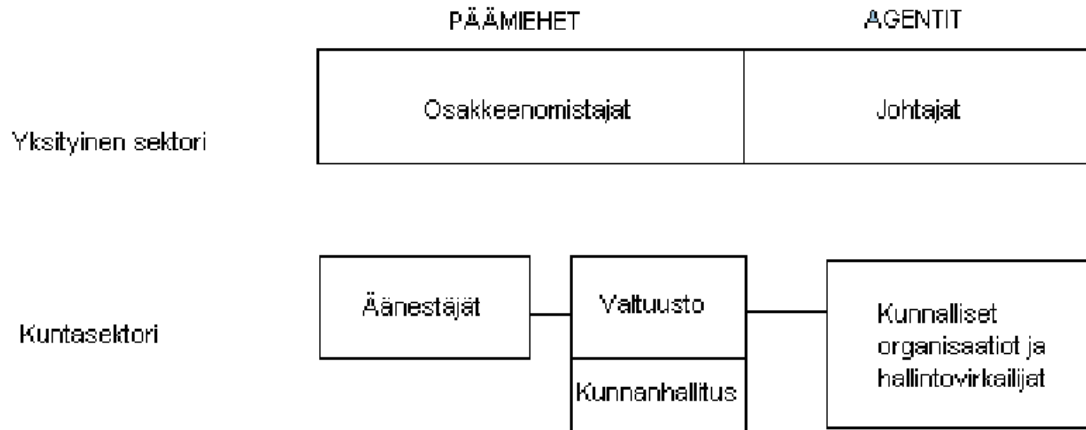 PÄÄMIEHET
AGENTIT
Osakkeenomistajat
Johtajat
Yksityinen sektori
Äänestäjät
Valtuusto
Kunnalliset
organisaatiot ja
hallintovirkailijat
Kuntasektori
Kunnanhallitus